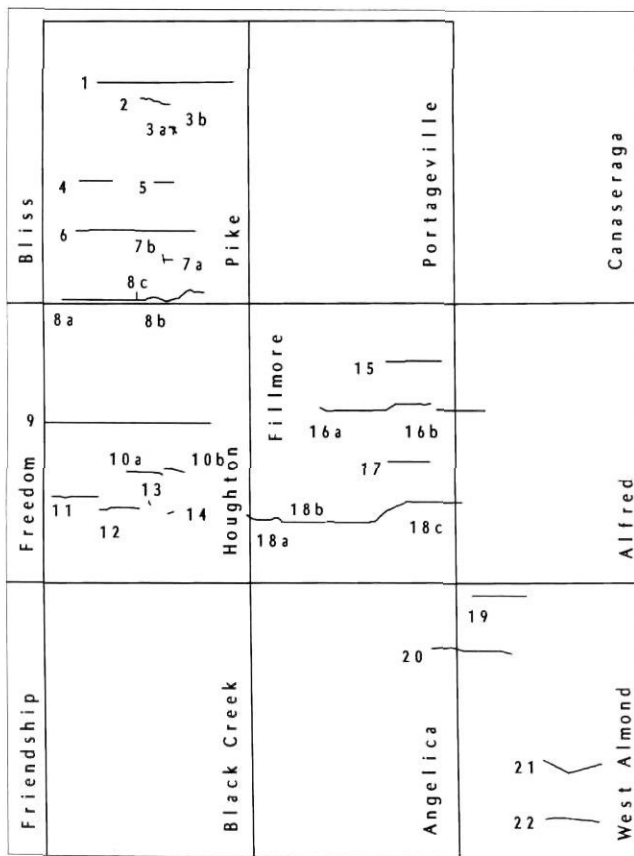 1
2
3a
3b
4
5
Bliss
6
7b
7a
Pike
8c
8a
8b
Portageville
Canaseraga
Fillmore
15
9
16a
16b
Freedom
10a
10b
17
13
11
12
14
Houghton
18b
18a
18c
Alfred
19
20
Friendship
Black Creek
Angelica
21
22
West Almond